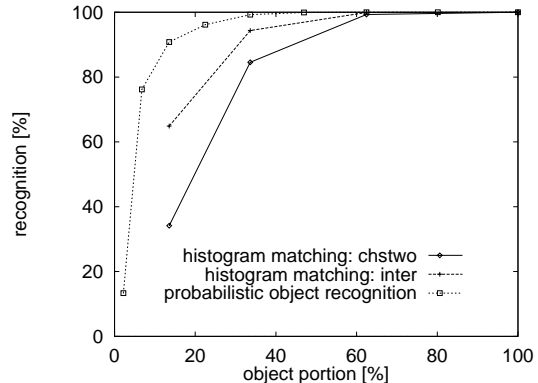 100
80
60
40
20
0
recognition [%]
histogram matching: chstwo
histogram matching: inter
probabilistic object recognition
0 20 40 60 80 100
object portion [%]